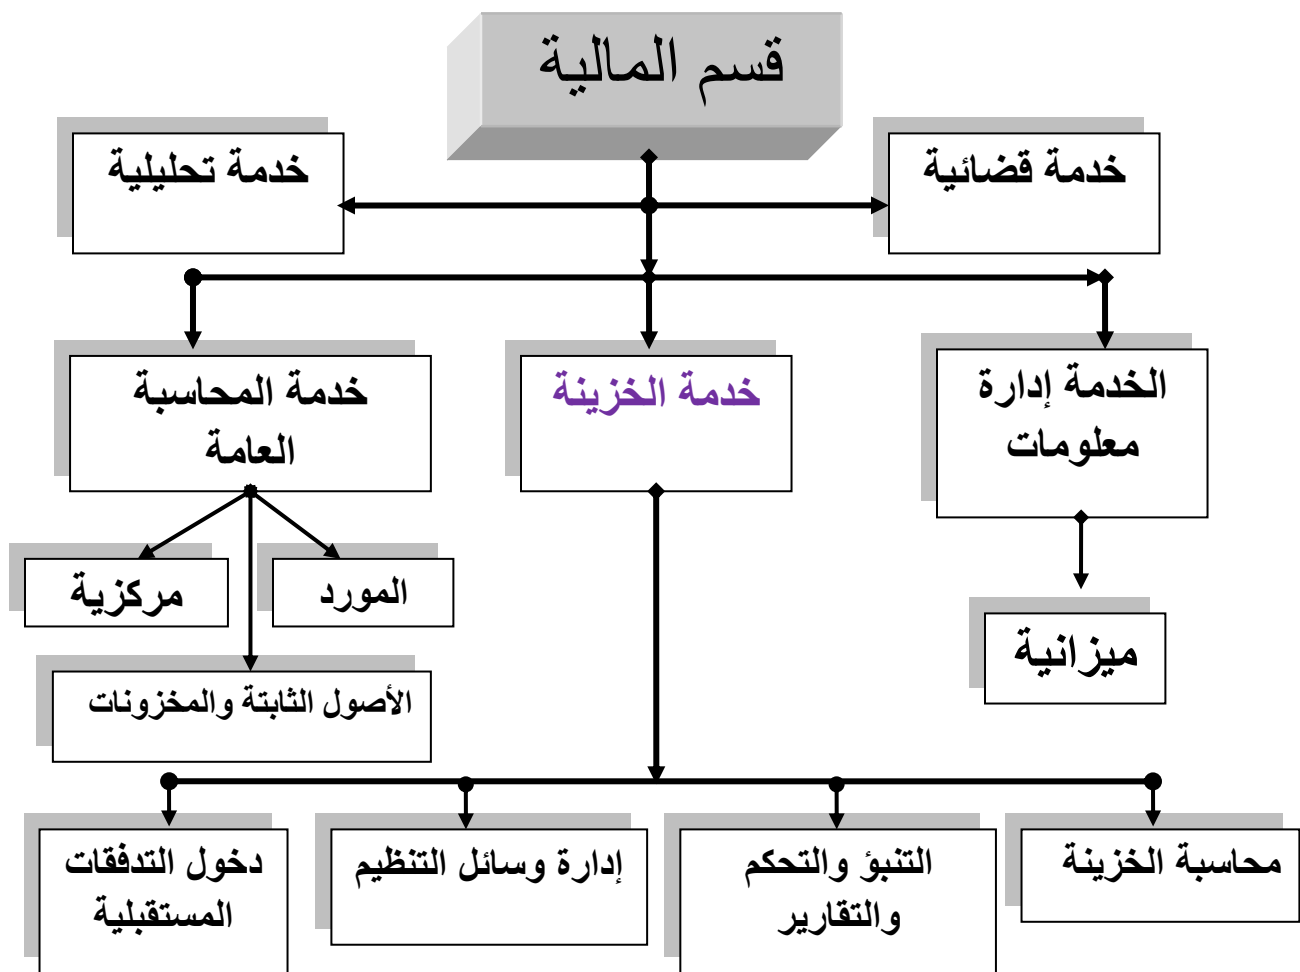 قسم المالية
خدمة قضائية
خدمة تحليلية
الخدمة إدارة
معلومات
خدمة الخزينة
خدمة المحاسبة
العامة
المورد
مركزية
ميزانية
الأصول الثابتة والمخزونات
محاسبة الخزينة
التنبؤ والتحكم
والتقارير
إدارة وسائل التنظيم
دخول التدفقات
المستقبلية